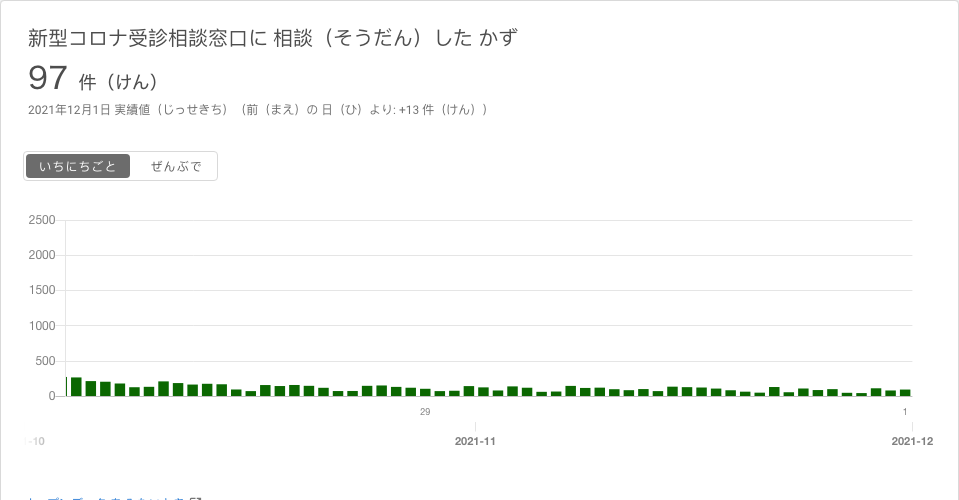 新型コロナ受診相談窓口に 相談（そうだん）した かず
97 件（けん）
2021年12月1日 実績値（じっせきち）（前（まえ）の 日（ひ）より: +13 件（けん））
いちにちごと ぜんぶで
2500
2000
1500
1000
500
0
29 1
-10 2021-11 2021-12